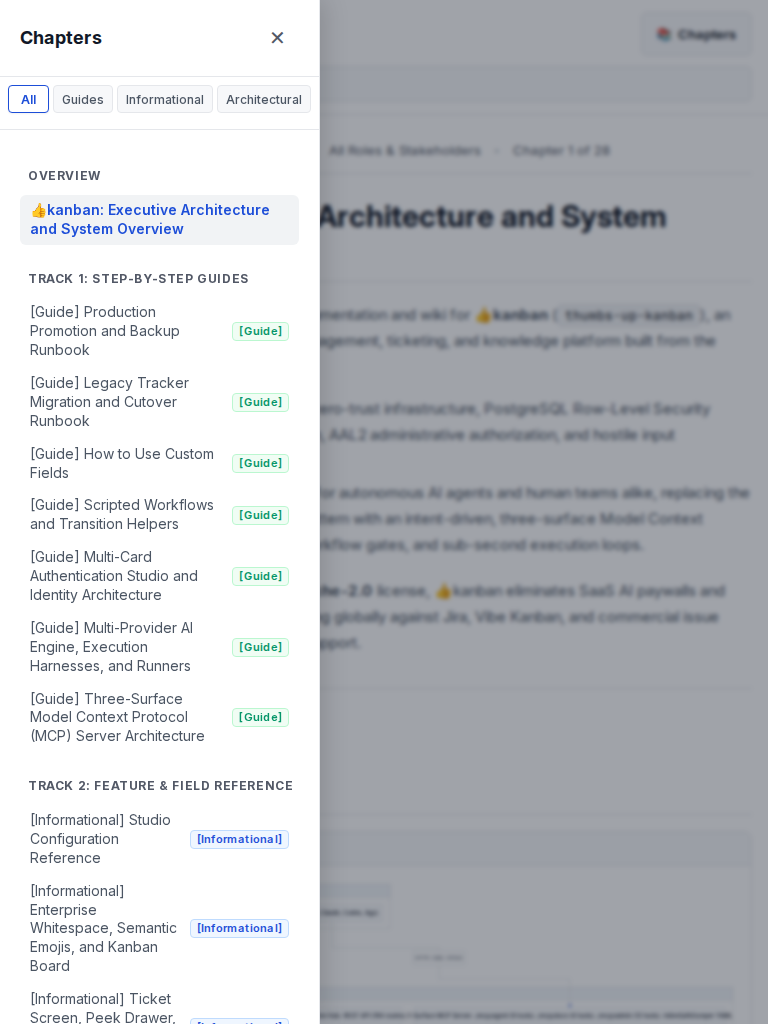 Chapters
✕
All
Guides
Informational
Architectural
OVERVIEW
👍kanban: Executive Architecture
and System Overview
TRACK 1: STEP-BY-STEP GUIDES
[Guide] Production
Promotion and Backup
Runbook
[Guide]
[Guide] Legacy Tracker
Migration and Cutover
Runbook
[Guide]
[Guide] How to Use Custom
Fields
[Guide]
[Guide] Scripted Workflows
and Transition Helpers
[Guide]
[Guide] Multi-Card
Authentication Studio and
Identity Architecture
[Guide]
[Guide] Multi-Provider AI
Engine, Execution
Harnesses, and Runners
[Guide]
[Guide] Three-Surface
Model Context Protocol
(MCP) Server Architecture
[Guide]
TRACK 2: FEATURE & FIELD REFERENCE
[Informational] Studio
Configuration
Reference
[Informational]
[Informational]
Enterprise
Whitespace, Semantic
Emojis, and Kanban
Board
[Informational]
[Informational] Ticket
Screen, Peek Drawer,
[Informational]
📚 Chapters
All Roles & Stakeholders
Chapter 1 of 28
Architecture and System
mentation and wiki for 👍kanban ( thumbs-up-kanban ), an
agement, ticketing, and knowledge platform built from the
ero-trust infrastructure, PostgreSQL Row-Level Security
, AAL2 administrative authorization, and hostile input
for autonomous AI agents and human teams alike, replacing the
ttern with an intent-driven, three-surface Model Context
rkflow gates, and sub-second execution loops.
he-2.0 license, 👍kanban eliminates SaaS AI paywalls and
ng globally against Jira, Vibe Kanban, and commercial issue
pport.